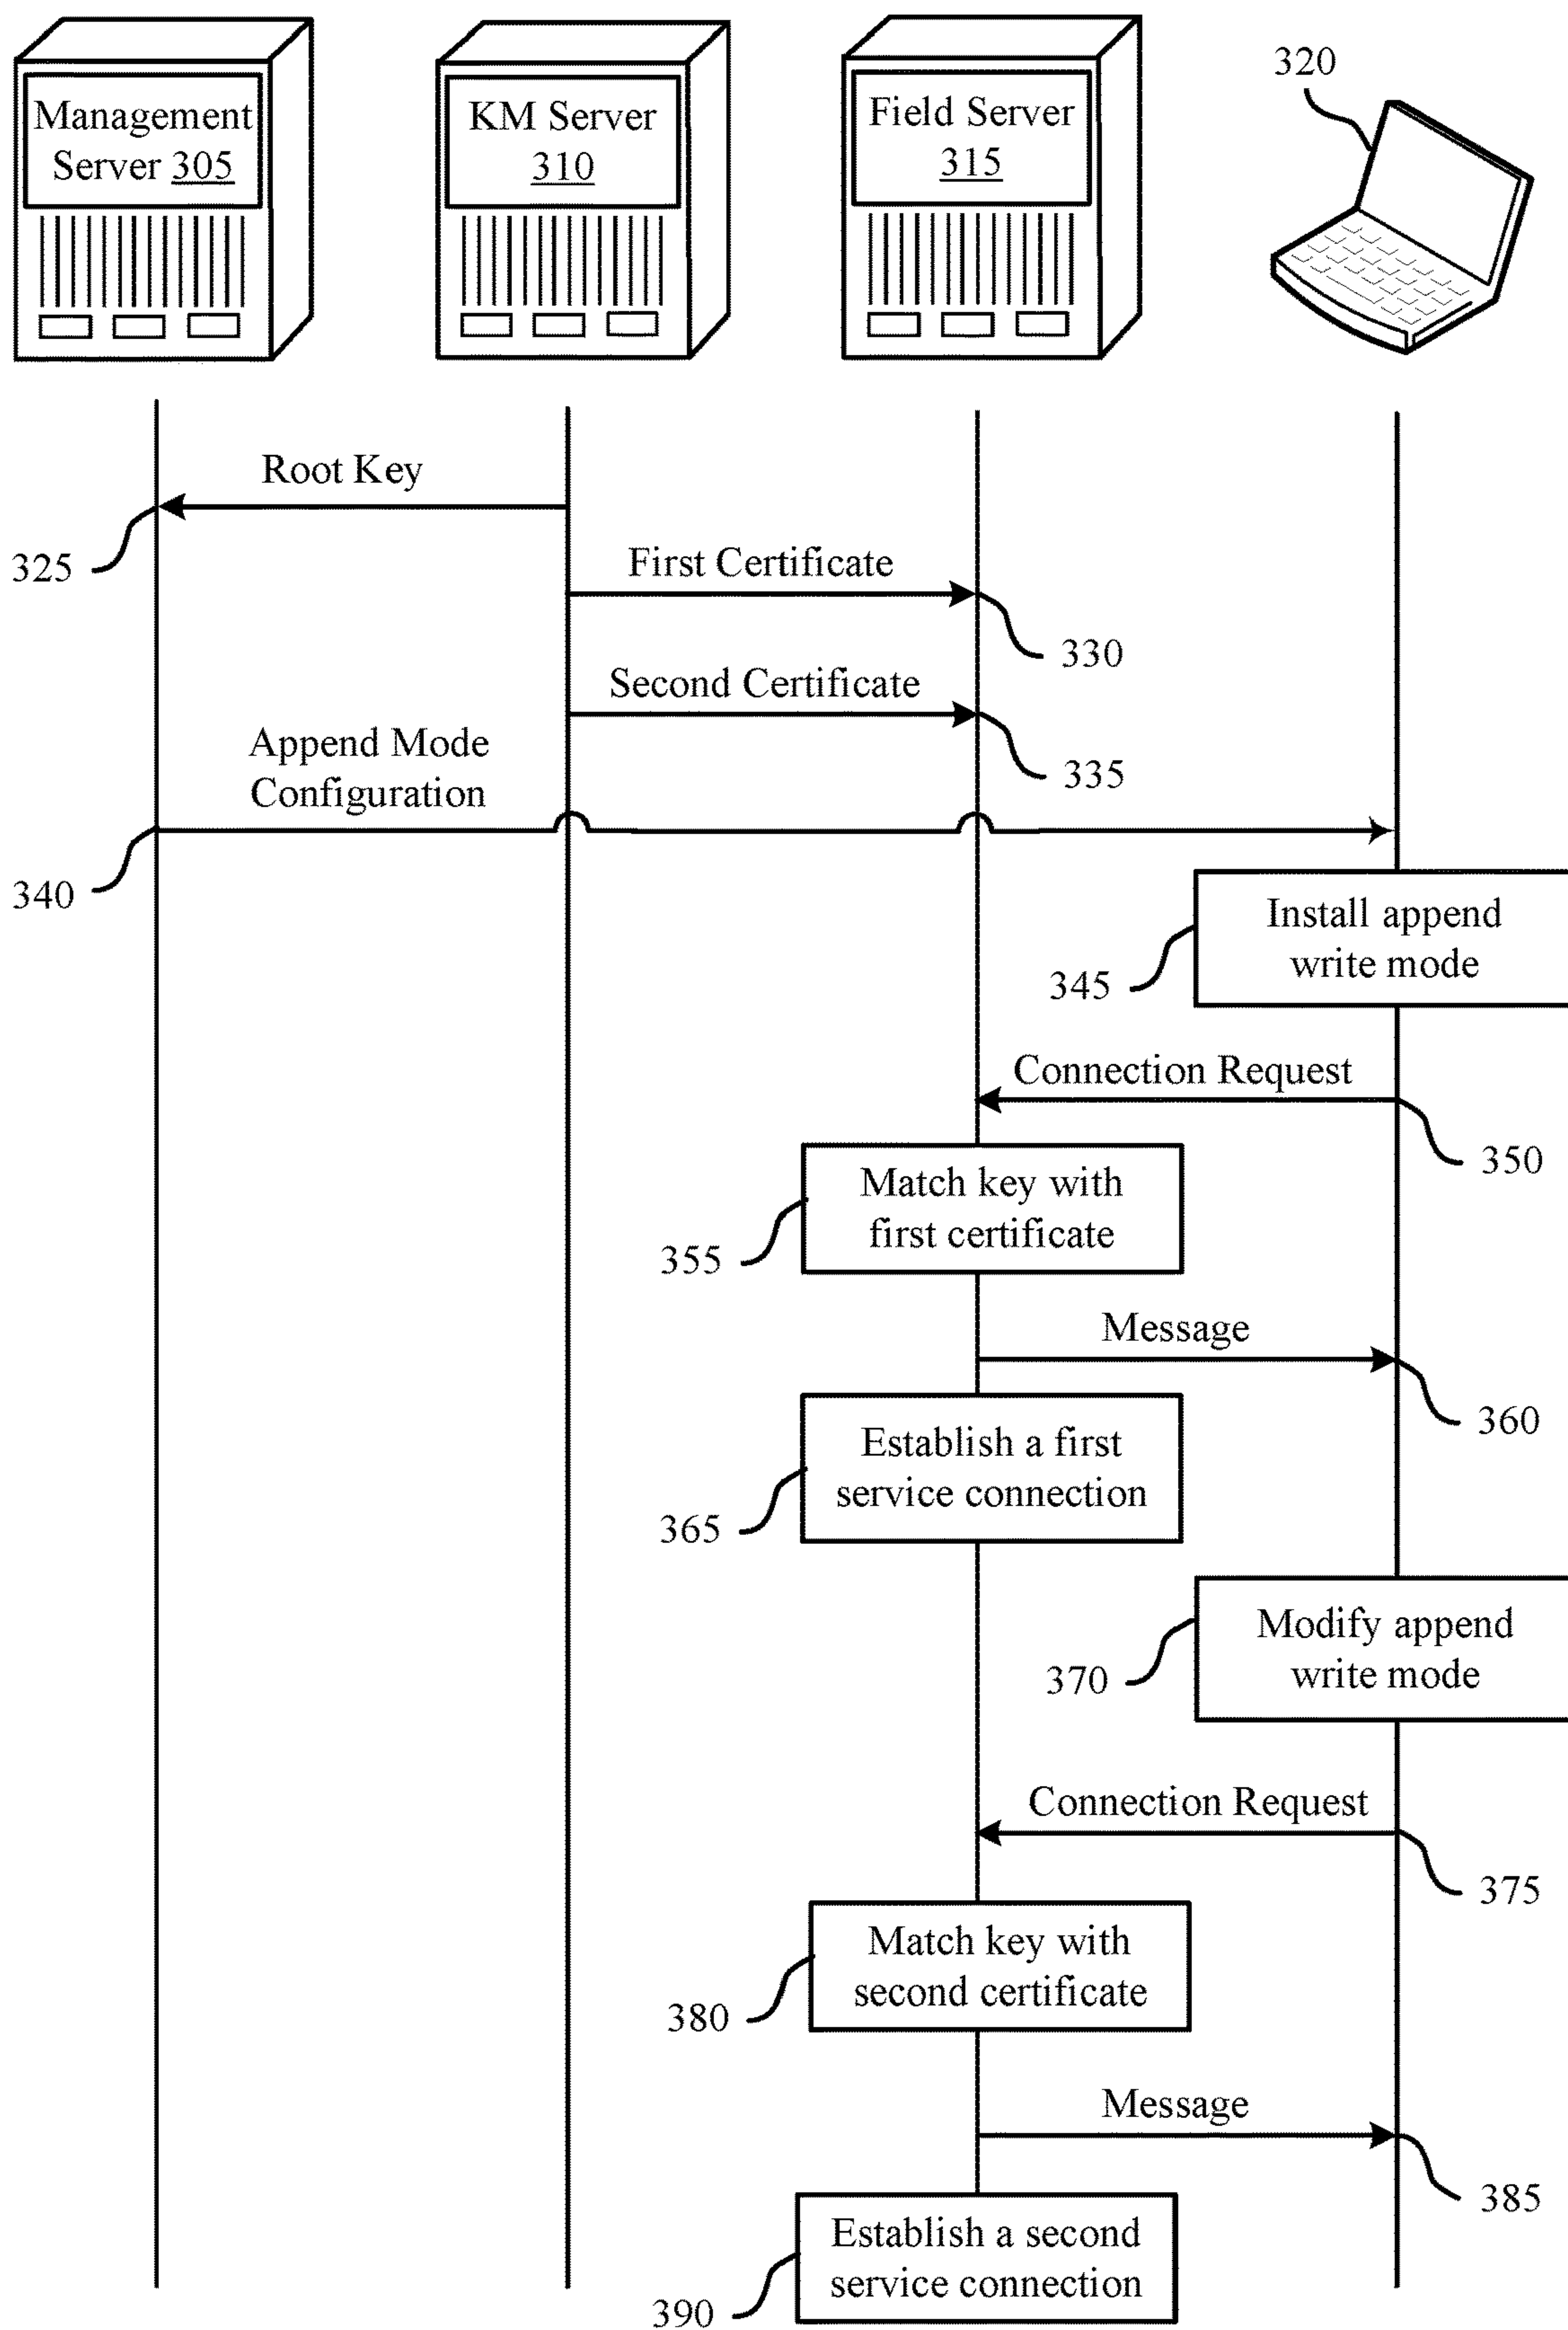 Management
Server 305
KM Server
310
Field Server
315
320
Root Key
325
First Certificate
330
Second Certificate
335
Append Mode
Configuration
340
Install append
write mode
345
Connection Request
350
Match key with
first certificate
355
Message
360
Establish a first
service connection
365
Modify append
write mode
370
Connection Request
375
Match key with
second certificate
380
Message
385
Establish a second
service connection
390